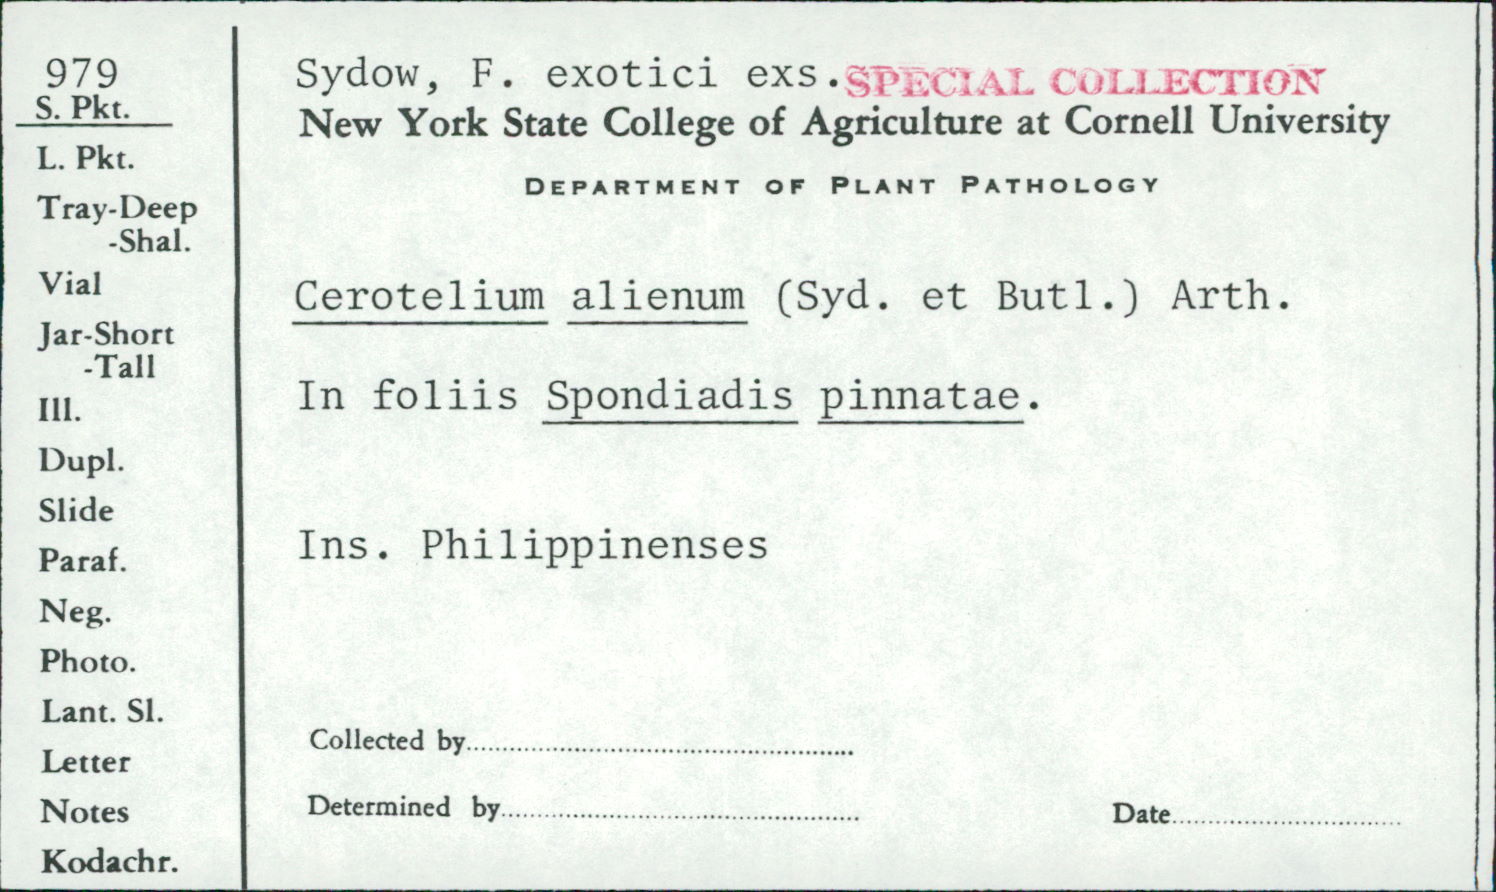 979
S. Pkt.
L. Pkt.
Tray-Deep
-Shal.
Vial
Jar-Short
-Tall
Ill.
Dupl.
Slide
Paraf.
Neg.
Photo.
Lant. Sl.
Letter
Notes
Kodachr.
Sydow, F. exotici exs. SPECIAL COLLECTION
New York State College of Agriculture at Cornell University
DEPARTMENT OF PLANT PATHOLOGY
Cerotelium alienum (Syd. et Butl.) Arth.
In foliis Spondiadis pinnatae.
Ins. Philippinenses
Collected by
Determined by
Date